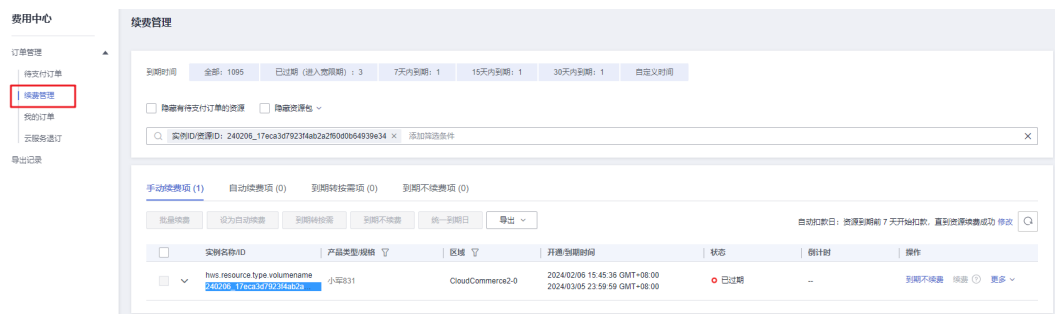 费用中心
订单管理
待支付订单
续费管理
我的订单
云服务退订
导出记录
续费管理
到期时间 全部：1095 已过期（进入宽限期）：3 7天内到期：1 15天内到期：1 30天内到期：1 自定义时间
隐藏有待支付订单的资源 隐藏资源包
实例ID/资源ID：240206_17eca3d7923f4ab2a2f60d0b64939e34 × 添加筛选条件 ×
手动续费项 (1) 自动续费项 (0) 到期转按需项 (0) 到期不续费项 (0)
批量续费 设为自动续费 到期转按需 到期不续费 统一到期日 导出 自动扣款日：资源到期前 7 天开始扣款，直到资源续费成功 修改
实例名称/ID 产品类型/规格 区域 开通/到期时间 状态 倒计时 操作
hws.resource.type.volumename 小军831 CloudCommerce2-0 2024/02/06 15:45:36 GMT+08:00 已过期 -- 到期不续费 续费 更多
240206_17eca3d7923f4ab2a... 2024/03/05 23:59:59 GMT+08:00